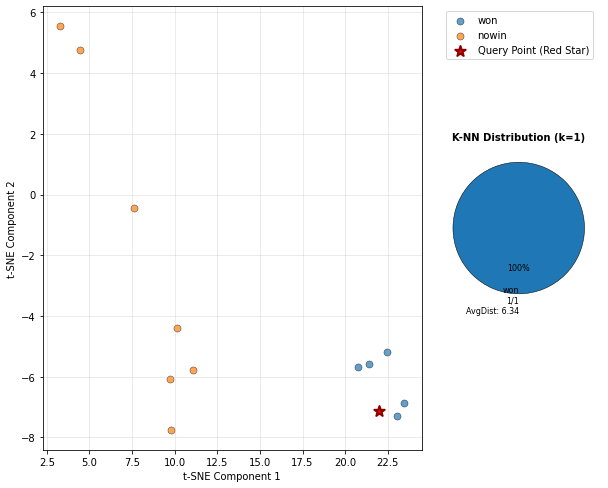 won
nowin
Query Point (Red Star)
K-NN Distribution (k=1)
100%
won
1/1
AvgDist: 6.34
6
4
2
0
−2
−4
−6
−8
t-SNE Component 2
2.5 5.0 7.5 10.0 12.5 15.0 17.5 20.0 22.5
t-SNE Component 1